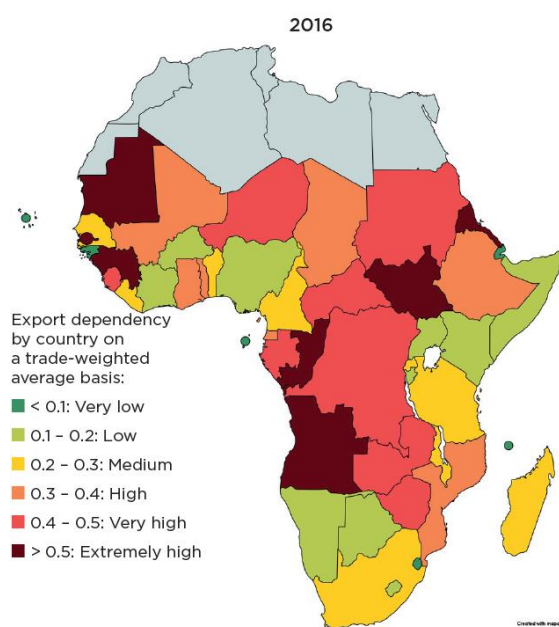 2016
Export dependency
by country on
a trade-weighted
average basis:
< 0.1: Very low
0.1 – 0.2: Low
0.2 – 0.3: Medium
0.3 – 0.4: High
0.4 – 0.5: Very high
> 0.5: Extremely high
Created with